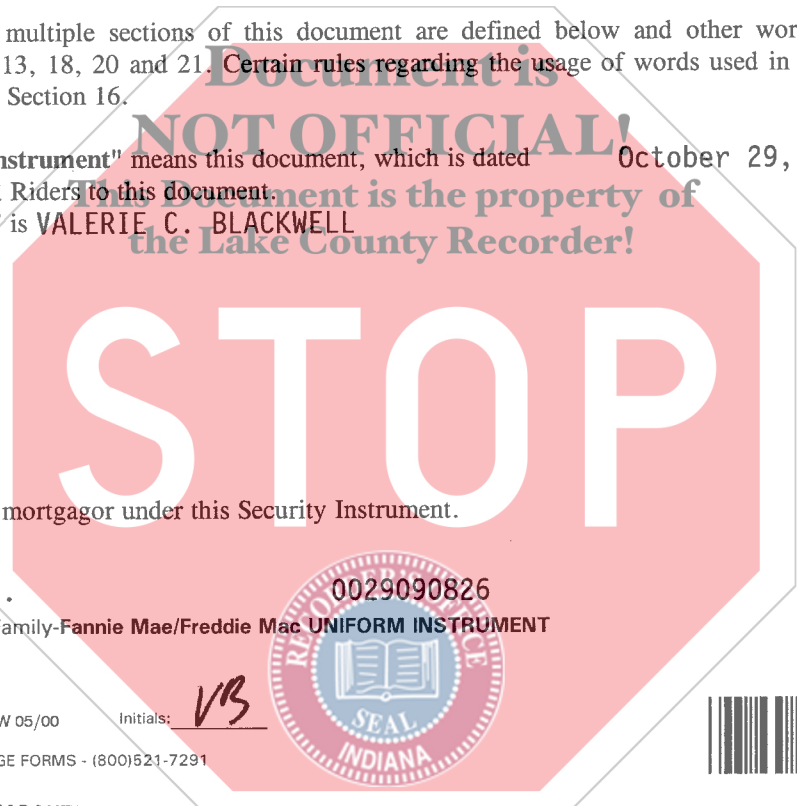 multiple sections of this document are defined below and other wor
13, 18, 20 and 21. Certain rules regarding the usage of words used in
Section 16.
Document is
NOT OFFICIAL!
This Document is the property of
the Lake County Recorder!
nstrument" means this document, which is dated October 29,
Riders to this document.
is VALERIE C. BLACKWELL
STOP
mortgagor under this Security Instrument.
0029090826
amily-Fannie Mae/Freddie Mac UNIFORM INSTRUMENT
RECORDER'S OFFICE
SEAL
INDIANA
W 05/00 Initials: VB
GE FORMS - (800)521-7291